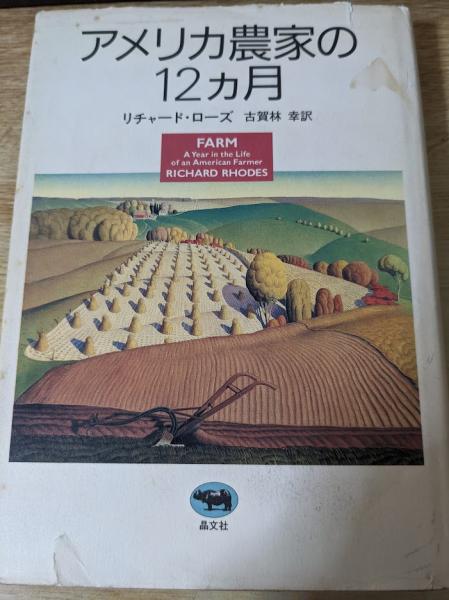 アメリカ農家の
12ヵ月
リチャード・ローズ 古賀林 幸訳
FARM
A Year in the Life
of an American Farmer
RICHARD RHODES
晶文社